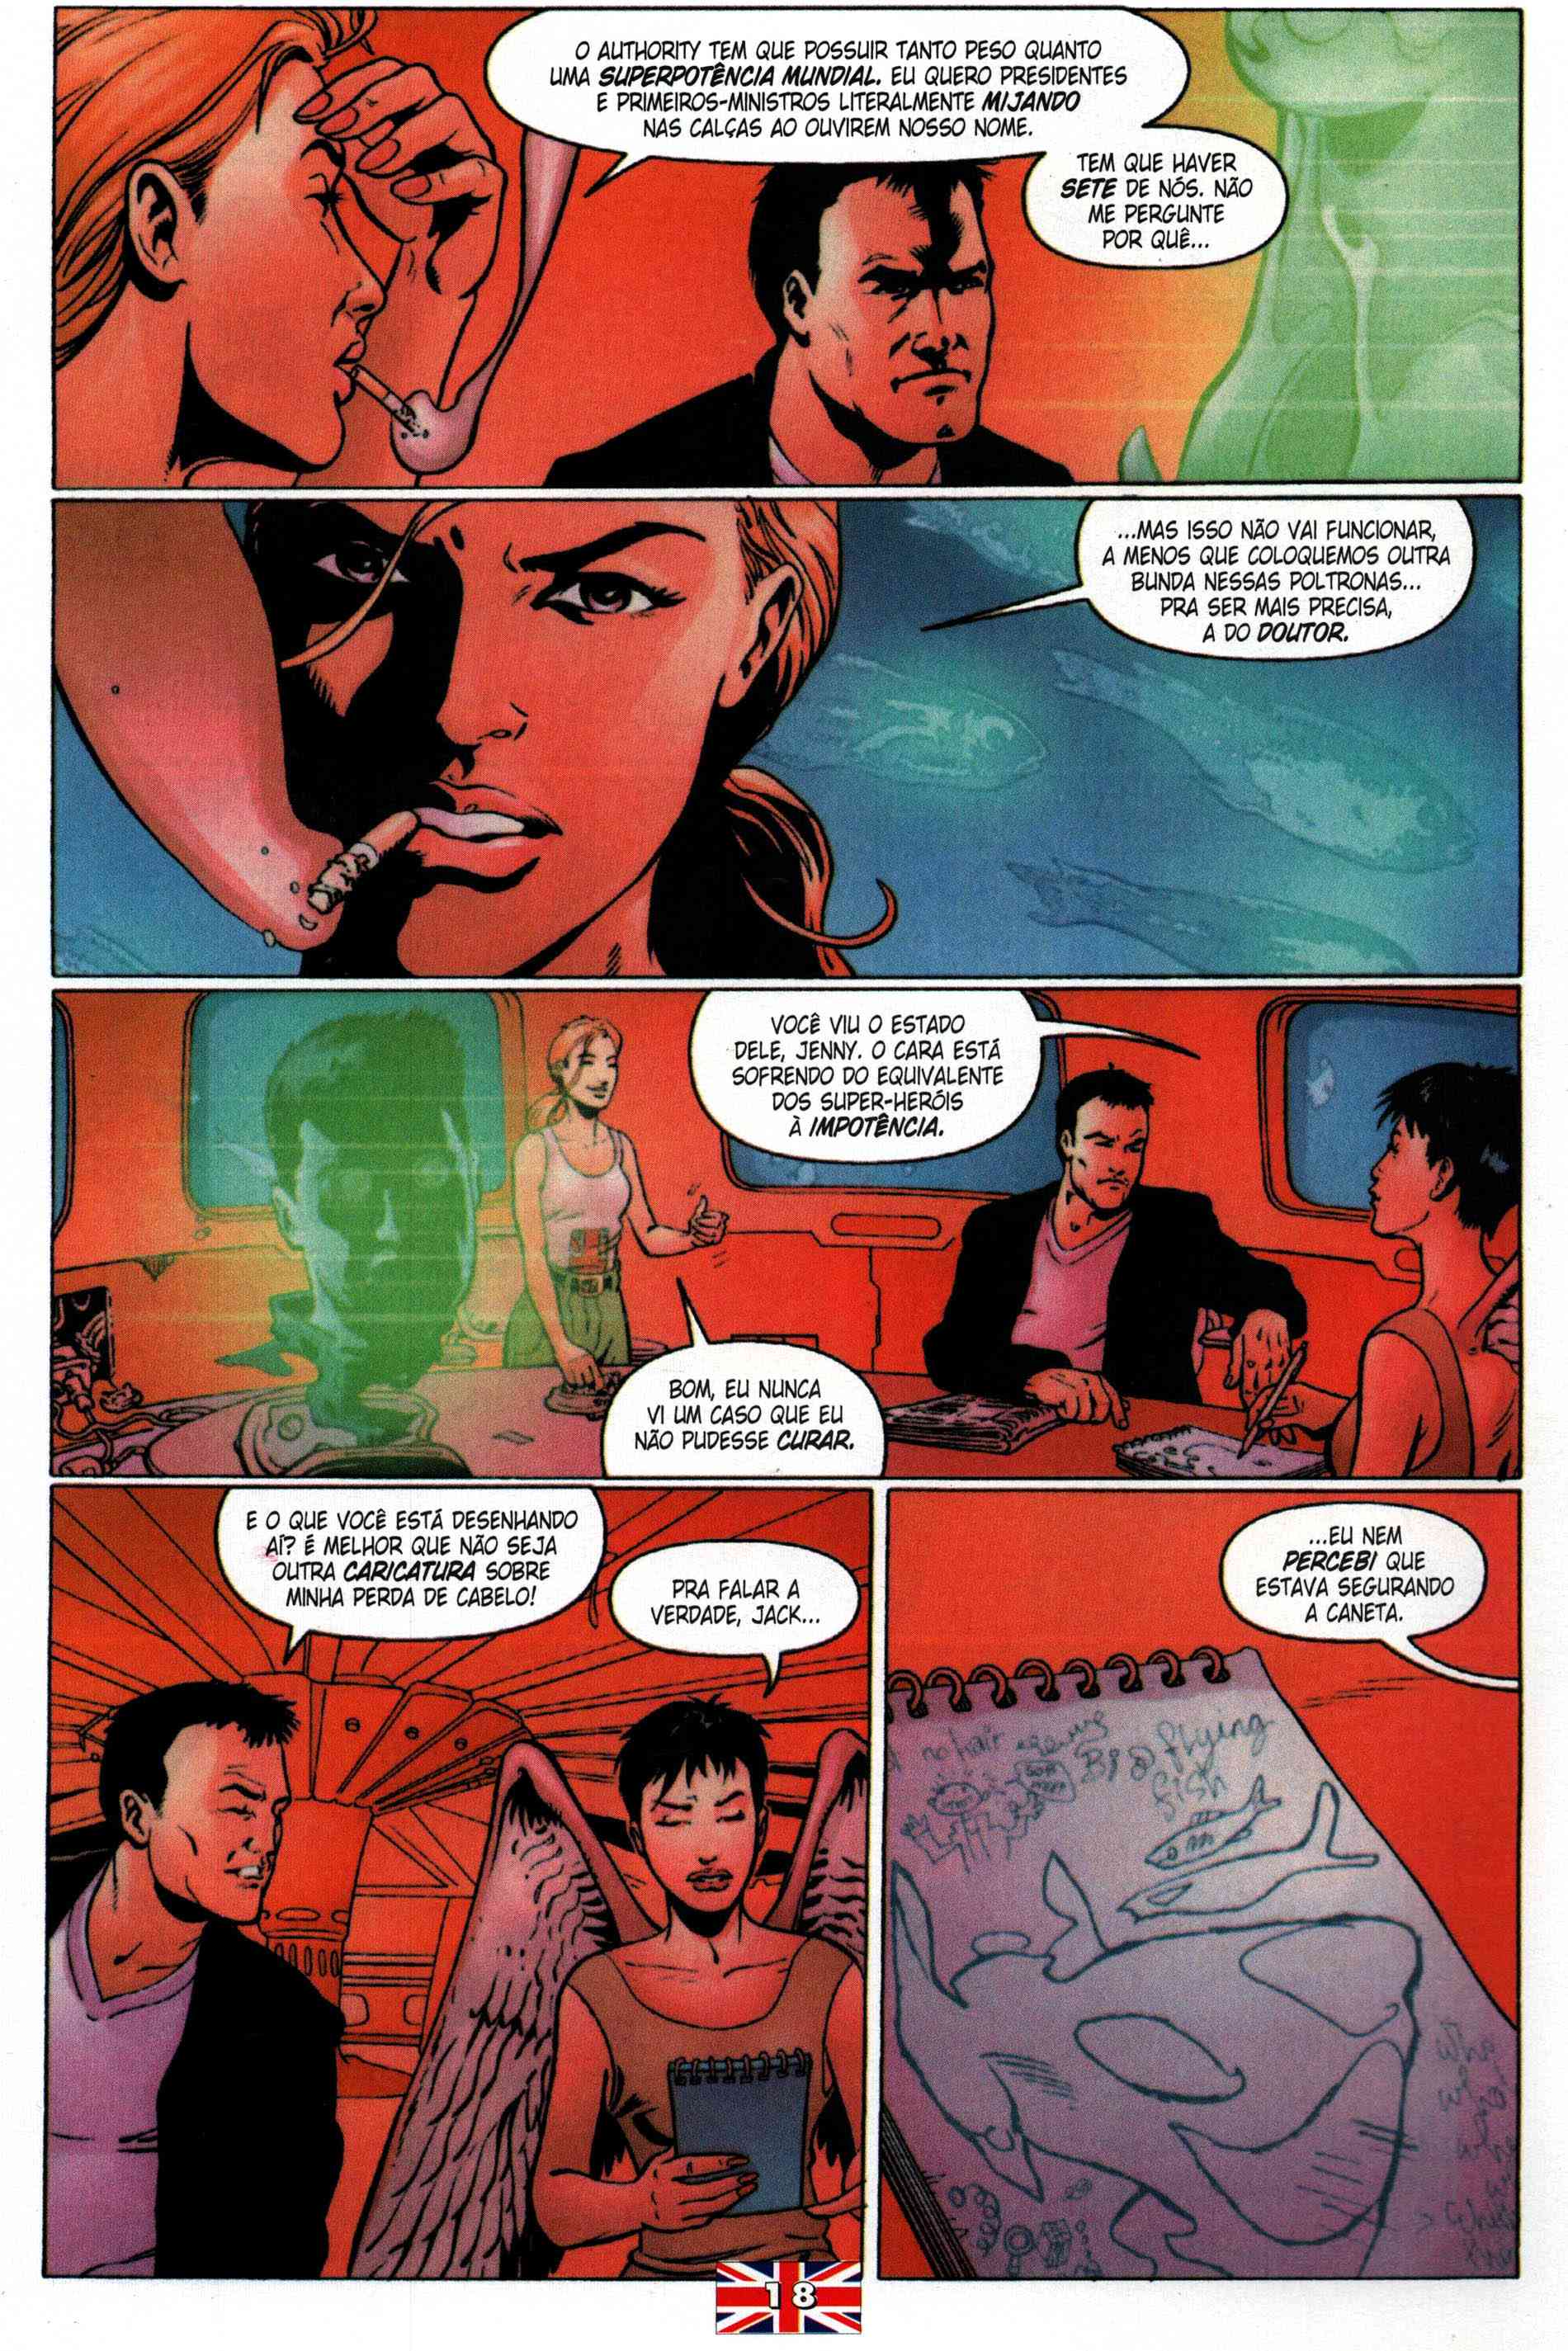 O AUTHORITY TEM QUE POSSUIR TANTO PESO QUANTO
UMA SUPERPOTÊNCIA MUNDIAL. EU QUERO PRESIDENTES
E PRIMEIROS-MINISTROS LITERALMENTE MIJANDO
NAS CALÇAS AO OUVIREM NOSSO NOME.
TEM QUE HAVER
SETE DE NÓS. NÃO
ME PERGUNTE
POR QUÊ...
...MAS ISSO NÃO VAI FUNCIONAR,
A MENOS QUE COLOQUEMOS OUTRA
BUNDA NESSAS POLTRONAS...
PRA SER MAIS PRECISA,
A DO DOUTOR.
VOCÊ VIU O ESTADO
DELE, JENNY. O CARA ESTÁ
SOFRENDO DO EQUIVALENTE
DOS SUPER-HERÓIS
À IMPOTÊNCIA.
BOM, EU NUNCA
VI UM CASO QUE EU
NÃO PUDESSE CURAR.
E O QUE VOCÊ ESTÁ DESENHANDO
AÍ? É MELHOR QUE NÃO SEJA
OUTRA CARICATURA SOBRE
MINHA PERDA DE CABELO!
PRA FALAR A
VERDADE, JACK...
...EU NEM
PERCEBI QUE
ESTAVA SEGURANDO
A CANETA.
no hair
Big flying
fish
18